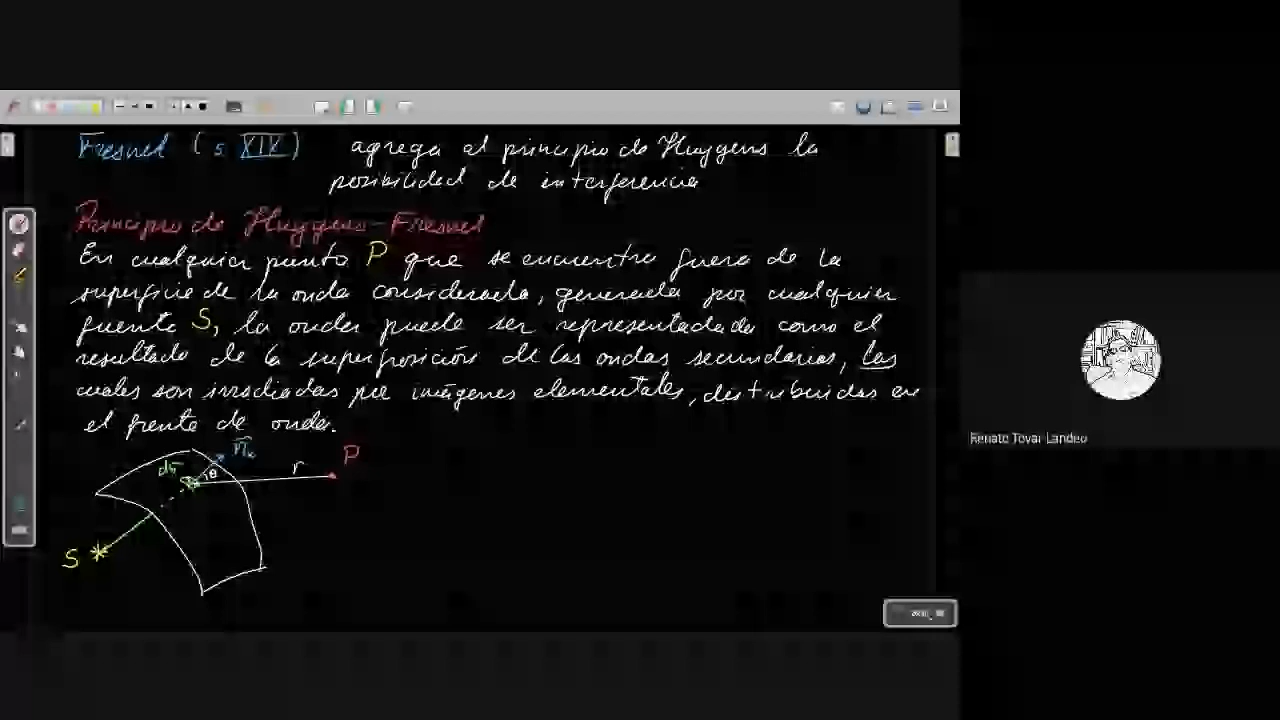 Fresnel (s. XIX) agrega al principio de Huygens la
posibilidad de interferencia
Principio de Huygens-Fresnel
En cualquier punto P que se encuentra fuera de la
superficie de la onda considerada, generada por cualquier
fuente S, la onda puede ser representada como el
resultado de la superposición de las ondas secundarias, las
cuales son irradiadas por imágenes elementales, distribuidas en
el frente de onda.
dσ
θ
r
P
S
Renato Tovar Landeo